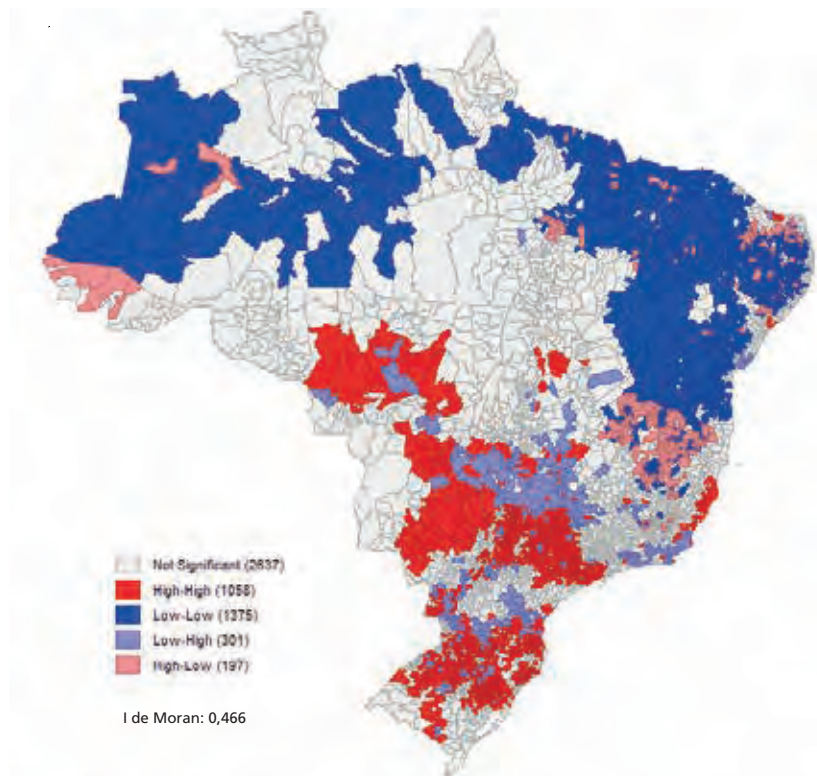 Not Significant (2637)
High-High (1058)
Low-Low (1375)
Low-High (301)
High-Low (197)
I de Moran: 0,466